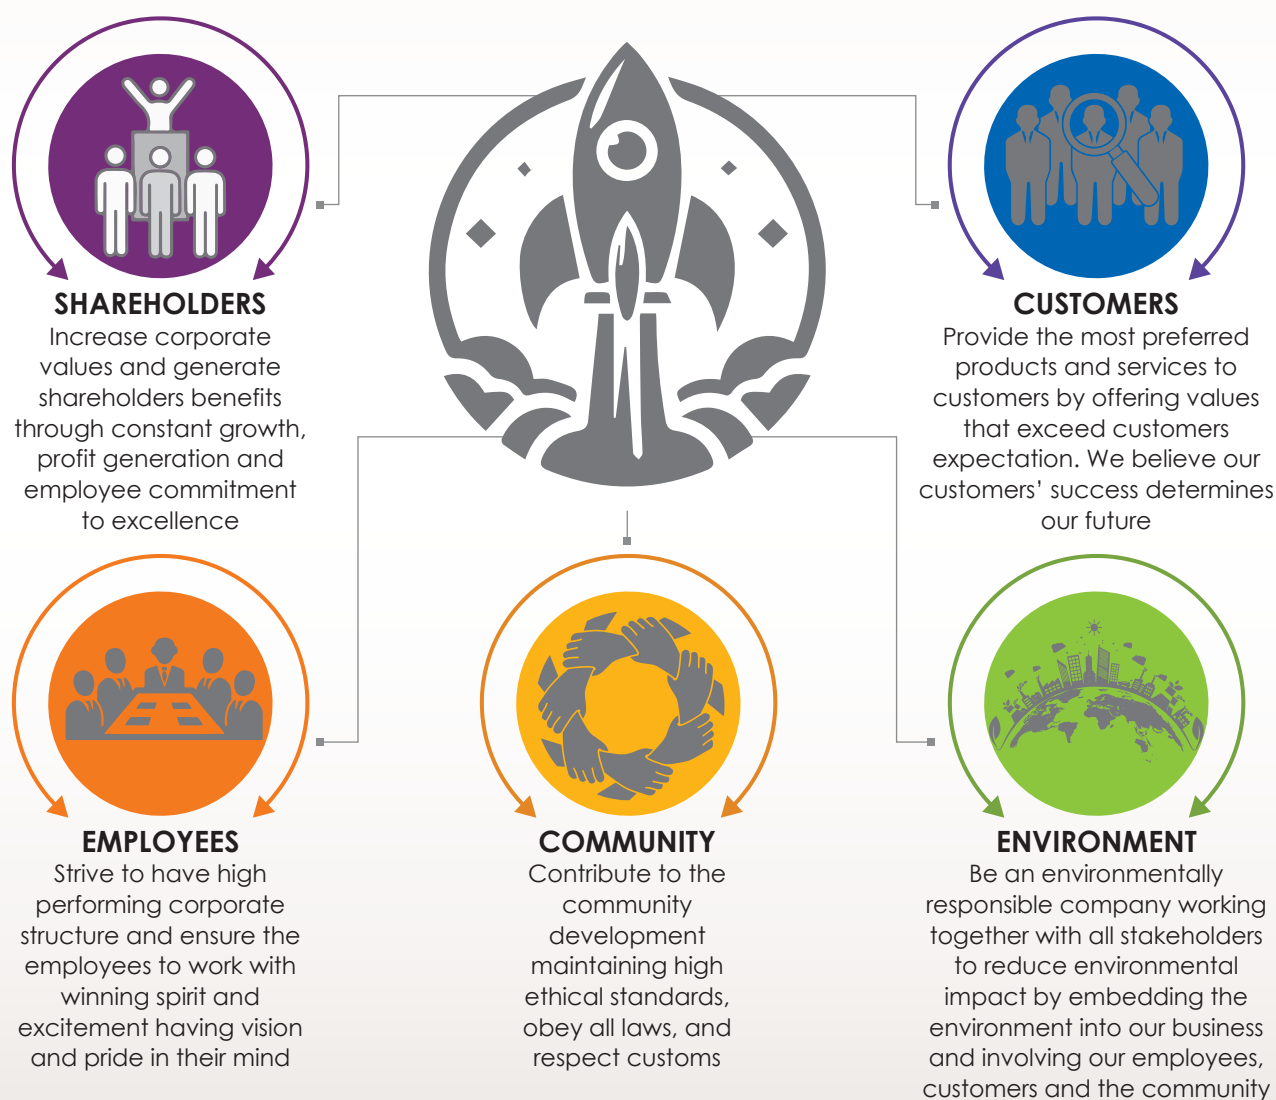 SHAREHOLDERS
Increase corporate
values and generate
shareholders benefits
through constant growth,
profit generation and
employee commitment
to excellence
CUSTOMERS
Provide the most preferred
products and services to
customers by offering values
that exceed customers
expectation. We believe our
customers’ success determines
our future
EMPLOYEES
Strive to have high
performing corporate
structure and ensure the
employees to work with
winning spirit and
excitement having vision
and pride in their mind
COMMUNITY
Contribute to the
community
development
maintaining high
ethical standards,
obey all laws, and
respect customs
ENVIRONMENT
Be an environmentally
responsible company working
together with all stakeholders
to reduce environmental
impact by embedding the
environment into our business
and involving our employees,
customers and the community